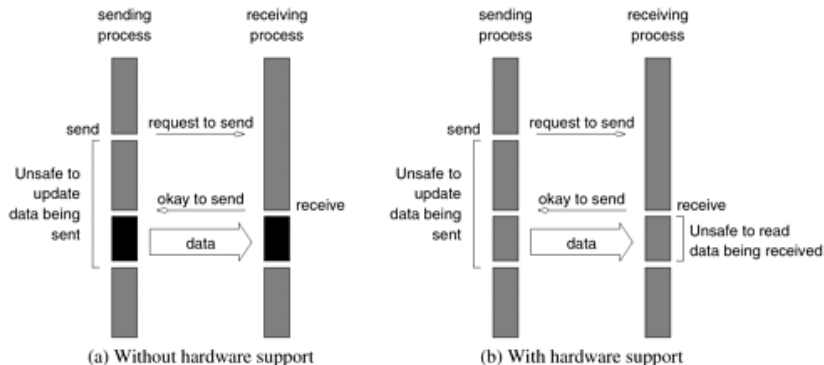 sending
process
receiving
process
send
request to send
Unsafe to
update
data being
sent
okay to send
receive
data
(a) Without hardware support
sending
process
receiving
process
send
request to send
Unsafe to
update
data being
sent
okay to send
receive
data
Unsafe to read
data being received
(b) With hardware support